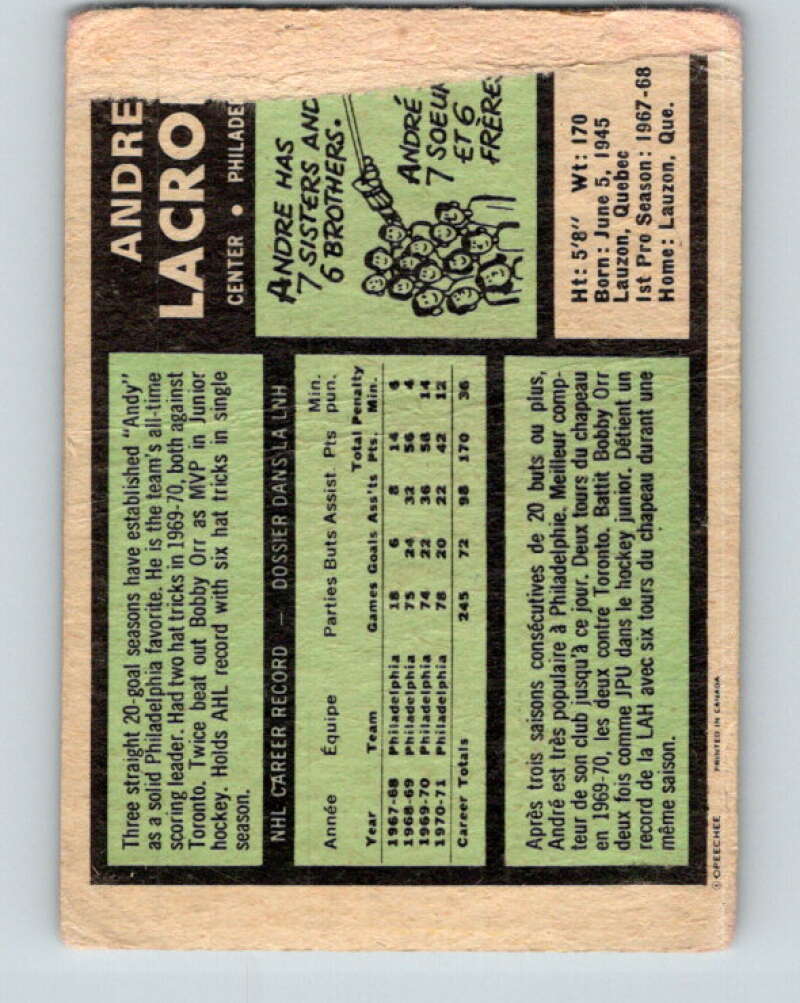 ANDRÉ
LACRO
CENTER • PHILADE
Three straight 20-goal seasons have established "Andy"
as a solid Philadelphia favorite. He is the team's all-time
scoring leader. Had two hat tricks in 1969-70, both against
Toronto. Twice beat out Bobby Orr as MVP in Junior
hockey. Holds AHL record with six hat tricks in single
season.
ANDRE HAS
7 SISTERS AND
6 BROTHERS.
ANDRÉ
7 SOEUR
ET 6
FRÈRES
NHL CAREER RECORD — DOSSIER DANS LA LNH
Année Équipe Parties Buts Assist. Pts Min. pun.
Year Team Games Goals Ass'ts Total Pts. Penalty Min.
1967-68 Philadelphia 18 6 8 14 6
1968-69 Philadelphia 75 24 32 56 4
1969-70 Philadelphia 74 22 36 58 14
1970-71 Philadelphia 78 20 22 42 12
Career Totals 245 72 98 170 36
Ht: 5'8" Wt: 170
Born: June 5, 1945
Lauzon, Quebec
1st Pro Season: 1967-68
Home: Lauzon, Que.
Après trois saisons consécutives de 20 buts ou plus,
André est très populaire à Philadelphie. Meilleur comp-
teur de son club jusqu'à ce jour. Deux tours du chapeau
en 1969-70, les deux contre Toronto. Battit Bobby Orr
deux fois comme JPU dans le hockey junior. Détient un
record de la LAH avec six tours du chapeau durant une
même saison.
© OPEECHEE PRINTED IN CANADA